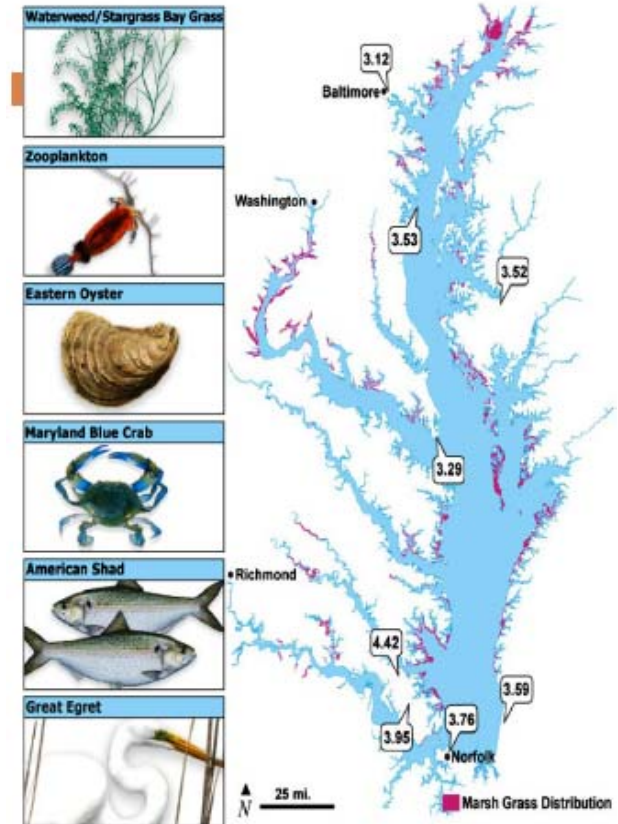 Waterweed/Stargrass Bay Grass
Zooplankton
Eastern Oyster
Maryland Blue Crab
American Shad
Great Egret
3.12
Baltimore
Washington
3.53
3.52
3.29
Richmond
4.42
3.59
3.95
3.76
Norfolk
N
25 mi.
Marsh Grass Distribution